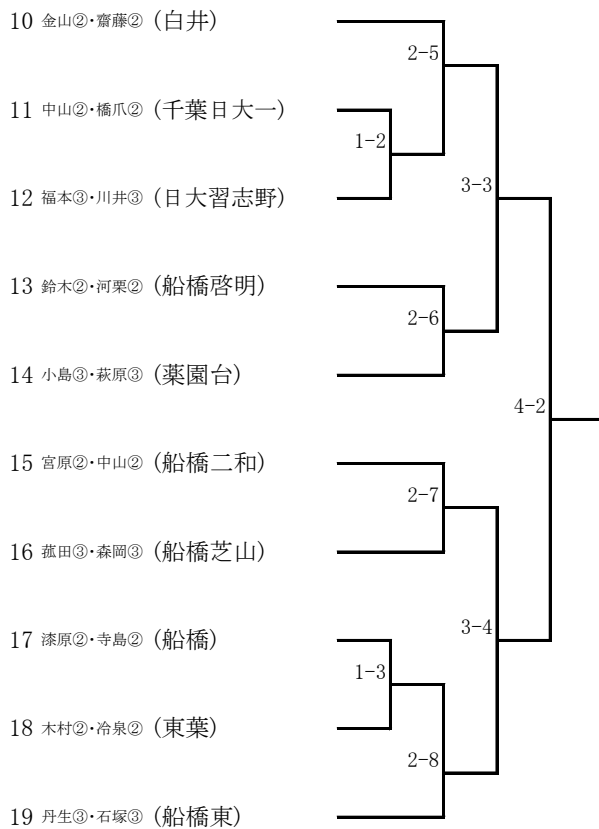 10 金山②・齋藤② (白井)
2-5
11 中山②・橋爪② (千葉日大一)
1-2
12 福本③・川井③ (日大習志野)
3-3
13 鈴木②・河栗② (船橋啓明)
2-6
14 小島③・萩原③ (薬園台)
4-2
15 宮原②・中山② (船橋二和)
2-7
16 菰田③・森岡③ (船橋芝山)
3-4
17 漆原②・寺島② (船橋)
1-3
18 木村②・冷泉② (東葉)
2-8
19 丹生③・石塚③ (船橋東)